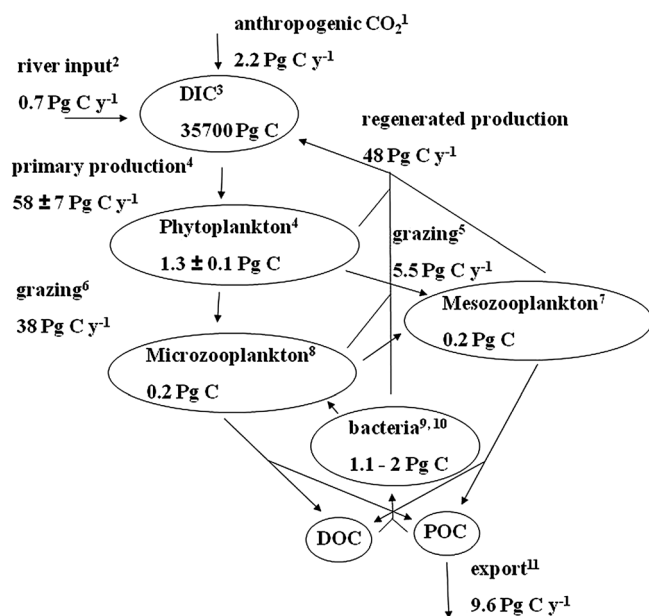 anthropogenic CO₂¹
2.2 Pg C y⁻¹
river input²
0.7 Pg C y⁻¹
DIC³
35700 Pg C
regenerated production
48 Pg C y⁻¹
primary production⁴
58 ± 7 Pg C y⁻¹
Phytoplankton⁴
1.3 ± 0.1 Pg C
grazing⁵
5.5 Pg C y⁻¹
grazing⁶
38 Pg C y⁻¹
Mesozooplankton⁷
0.2 Pg C
Microzooplankton⁸
0.2 Pg C
bacteria⁹,¹⁰
1.1 - 2 Pg C
DOC
POC
export¹¹
9.6 Pg C y⁻¹